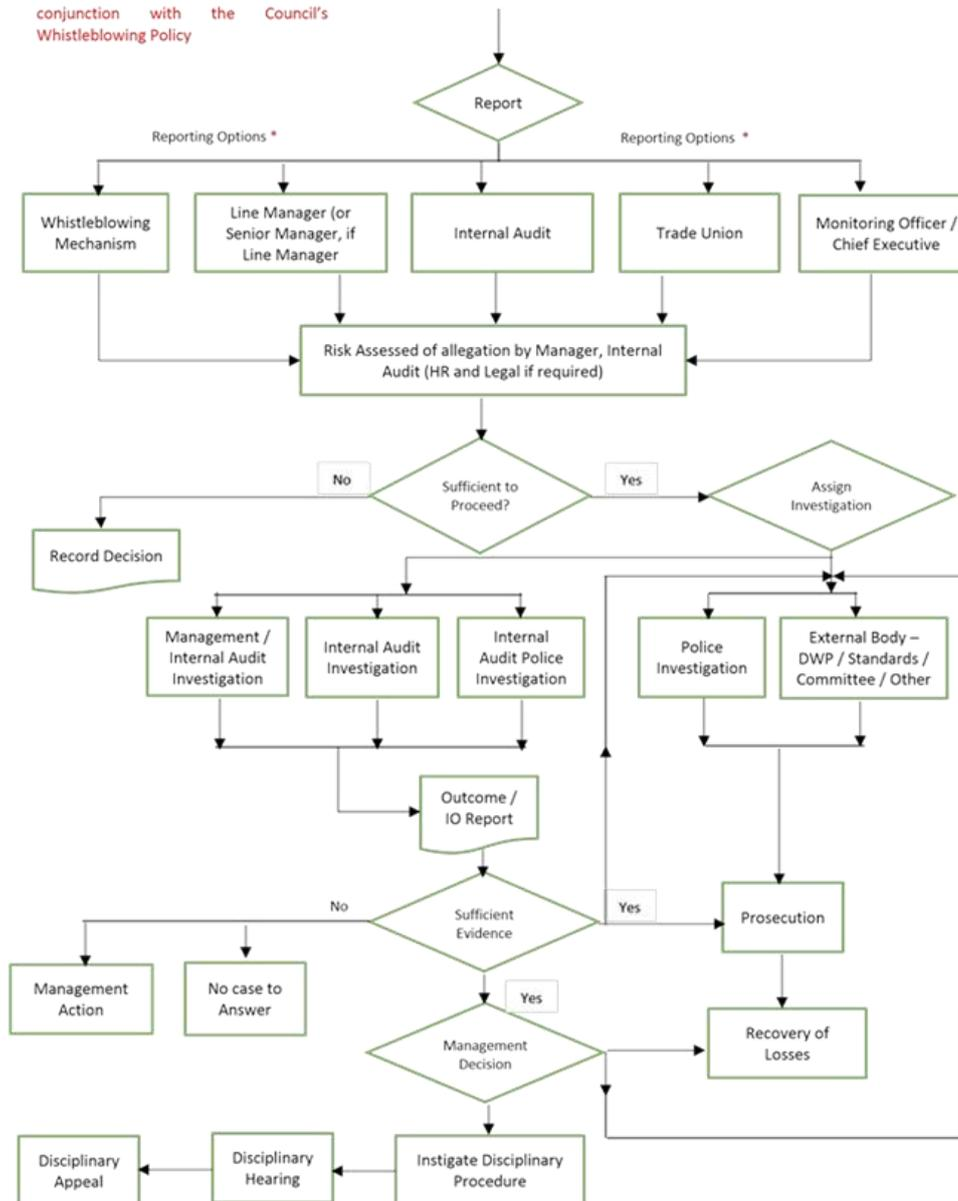 conjunction with the Council's
Whistleblowing Policy
Report
Reporting Options *
Reporting Options *
Whistleblowing
Mechanism
Line Manager (or
Senior Manager, if
Line Manager
Internal Audit
Trade Union
Monitoring Officer /
Chief Executive
Risk Assessed of allegation by Manager, Internal
Audit (HR and Legal if required)
No
Sufficient to
Proceed?
Yes
Assign
Investigation
Record Decision
Management /
Internal Audit
Investigation
Internal Audit
Investigation
Internal
Audit Police
Investigation
Police
Investigation
External Body –
DWP / Standards /
Committee / Other
Outcome /
IO Report
No
Sufficient
Evidence
Yes
Prosecution
Management
Action
No case to
Answer
Yes
Management
Decision
Recovery of
Losses
Disciplinary
Appeal
Disciplinary
Hearing
Instigate Disciplinary
Procedure